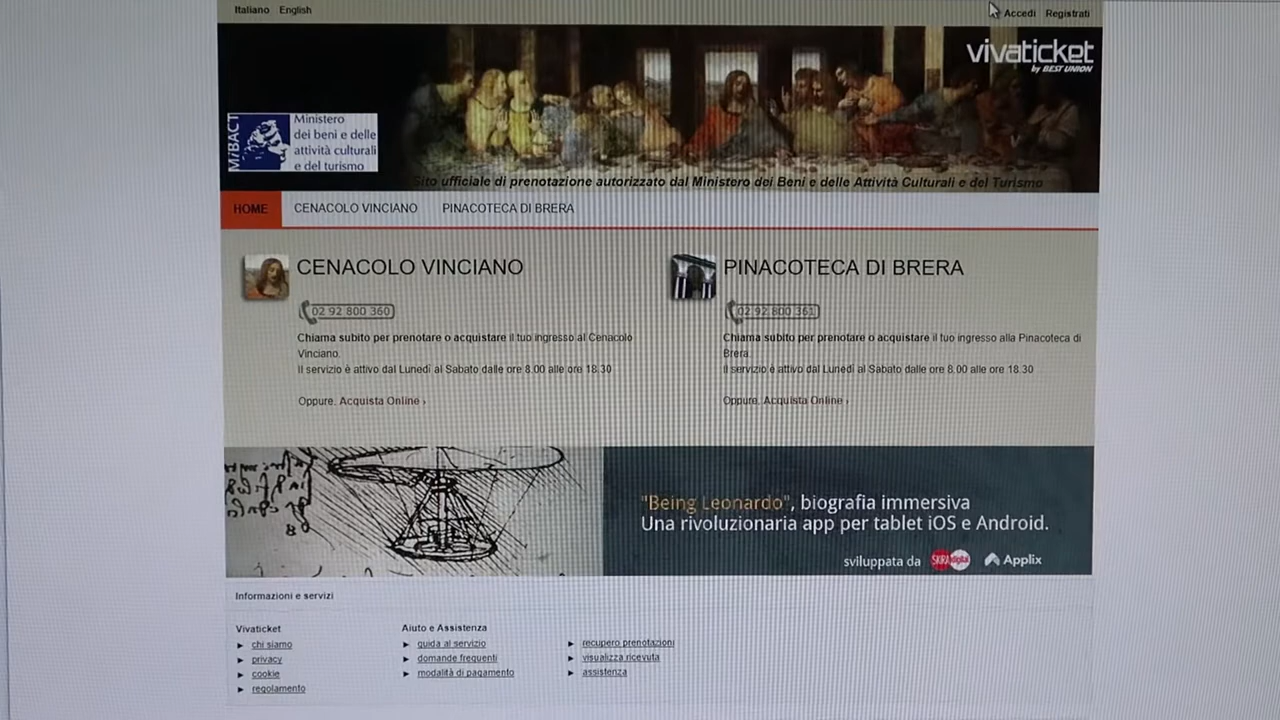 Italiano English
Accedi Registrati
vivaticket
by BEST UNION
MiBACT
Ministero
dei beni e delle
attività culturali
e del turismo
Sito ufficiale di prenotazione autorizzato dal Ministero dei Beni e delle Attività Culturali e del Turismo
HOME CENACOLO VINCIANO PINACOTECA DI BRERA
CENACOLO VINCIANO
02 92 800 360
Chiama subito per prenotare o acquistare il tuo ingresso al Cenacolo
Vinciano.
Il servizio è attivo dal Lunedì al Sabato dalle ore 8.00 alle ore 18.30
Oppure, Acquista Online ›
PINACOTECA DI BRERA
02 92 800 361
Chiama subito per prenotare o acquistare il tuo ingresso alla Pinacoteca di
Brera.
Il servizio è attivo dal Lunedì al Sabato dalle ore 8.00 alle ore 18.30
Oppure, Acquista Online ›
"Being Leonardo", biografia immersiva
Una rivoluzionaria app per tablet iOS e Android.
sviluppata da SKIRA digital Applix
Informazioni e servizi
Vivaticket
chi siamo
privacy
cookie
regolamento
Aiuto e Assistenza
guida al servizio
domande frequenti
modalità di pagamento
recupero prenotazioni
visualizza ricevuta
assistenza